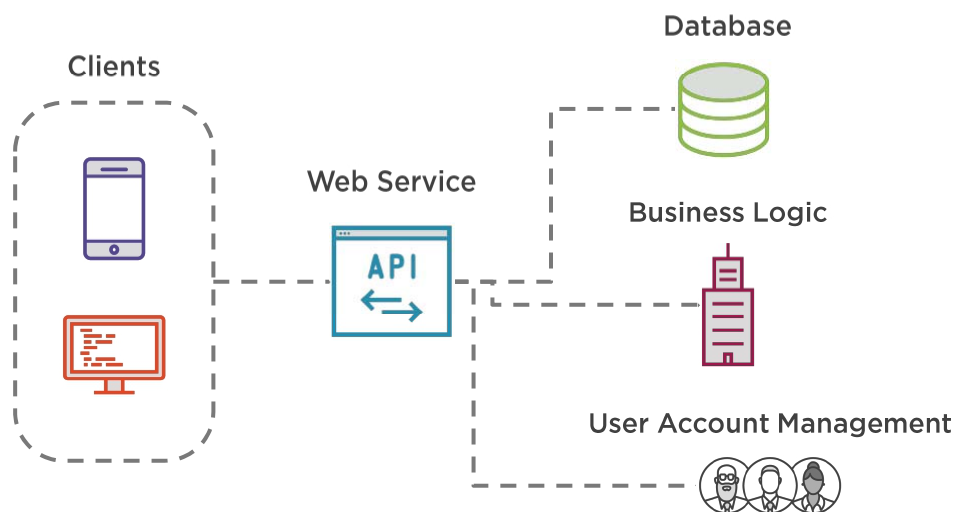 Database
Clients
Web Service
Business Logic
API
User Account Management